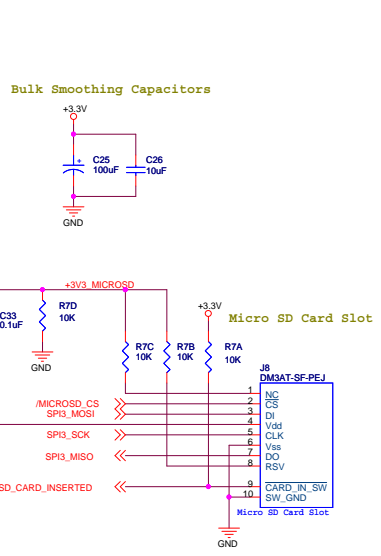 Bulk Smoothing Capacitors
+3.3V
C25
100uF
C26
10uF
GND
+3V3_MICROSD
+3.3V
Micro SD Card Slot
C33
0.1uF
R7D
10K
R7C
10K
R7B
10K
R7A
10K
GND
J8
DM3AT-SF-PEJ
1 NC
/MICROSD_CS 2 CS
SPI3_MOSI 3 DI
4 Vdd
SPI3_SCK 5 CLK
6 Vss
SPI3_MISO 7 DO
8 RSV
SD_CARD_INSERTED 9 CARD_IN_SW
10 SW_GND
Micro SD Card Slot
GND